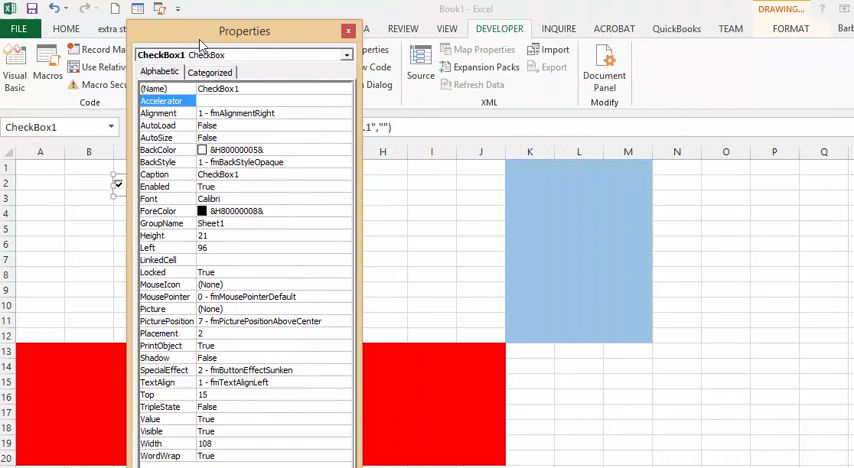 Book1 - Excel
DRAWING...
?
FILE
HOME
extra st
REVIEW
VIEW
DEVELOPER
INQUIRE
ACROBAT
QuickBooks
TEAM
FORMAT
Barb
Properties
x
CheckBox1 CheckBox
Alphabetic
Categorized
(Name) CheckBox1
Accelerator
Alignment 1 - fmAlignmentRight
AutoLoad False
AutoSize False
BackColor &H80000005&
BackStyle 1 - fmBackStyleOpaque
Caption CheckBox1
Enabled True
Font Calibri
ForeColor &H80000008&
GroupName Sheet1
Height 21
Left 96
LinkedCell
Locked True
MouseIcon (None)
MousePointer 0 - fmMousePointerDefault
Picture (None)
PicturePosition 7 - fmPicturePositionAboveCenter
Placement 2
PrintObject True
Shadow False
SpecialEffect 2 - fmButtonEffectSunken
TextAlign 1 - fmTextAlignLeft
Top 15
TripleState False
Value True
Visible True
Width 108
WordWrap True
Visual
Basic
Macros
Record Ma
Use Relati
Macro Secu
Code
perties
w Code
Source
Map Properties
Expansion Packs
Refresh Data
Import
Export
XML
Document
Panel
Modify
CheckBox1
.1","")
A B H I J K L M N O P Q
1
2
3
4
5
6
7
8
9
10
11
12
13
14
15
16
17
18
19
20